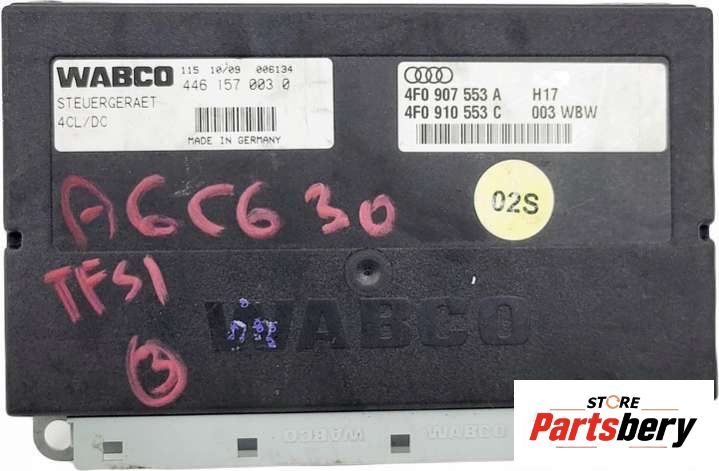 WABCO 115 10/09 006134
446 157 003 0
STEUERGERAET
4CL/DC
MADE IN GERMANY
4F0 907 553 A H17
4F0 910 553 C 003 WBW
02S
A6C6 30
TFSI
3
WABCO
WABCO WABCO
STORE
Partsbery